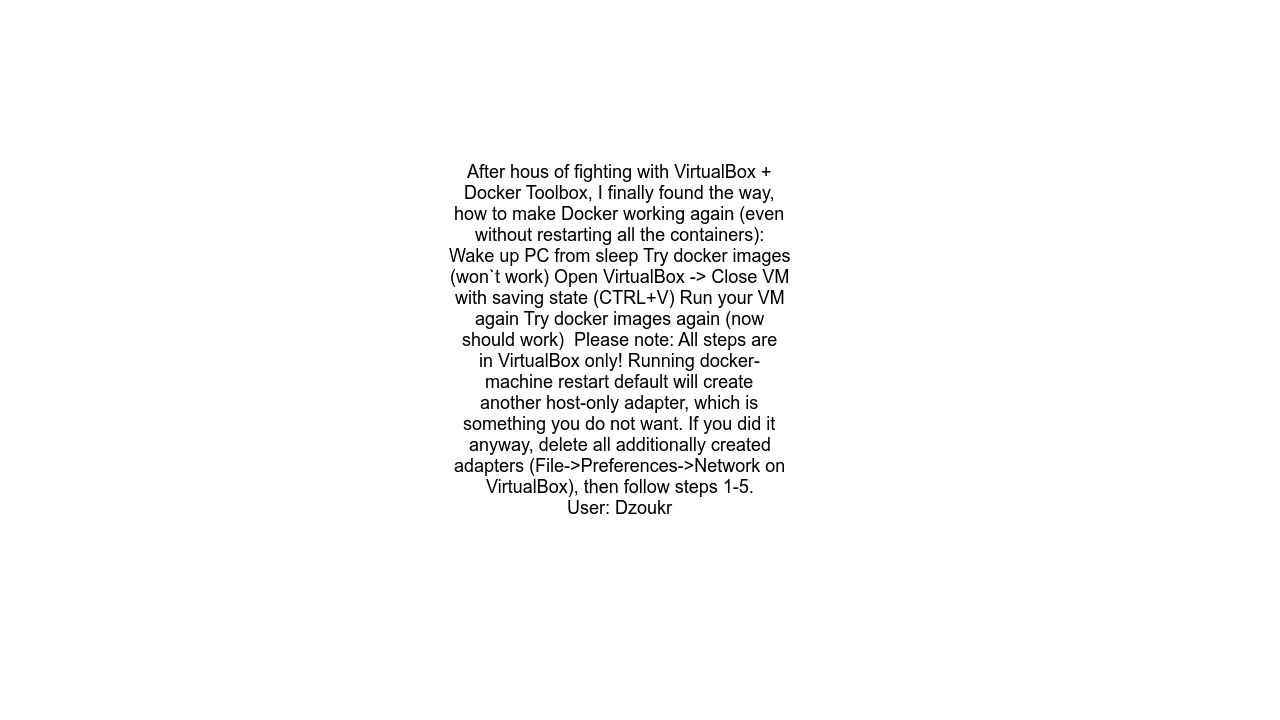 After hous of fighting with VirtualBox +
Docker Toolbox, I finally found the way,
how to make Docker working again (even
without restarting all the containers):
Wake up PC from sleep Try docker images
(won`t work) Open VirtualBox -> Close VM
with saving state (CTRL+V) Run your VM
again Try docker images again (now
should work)  Please note: All steps are
in VirtualBox only! Running docker-
machine restart default will create
another host-only adapter, which is
something you do not want. If you did it
anyway, delete all additionally created
adapters (File->Preferences->Network on
VirtualBox), then follow steps 1-5.
User: Dzoukr